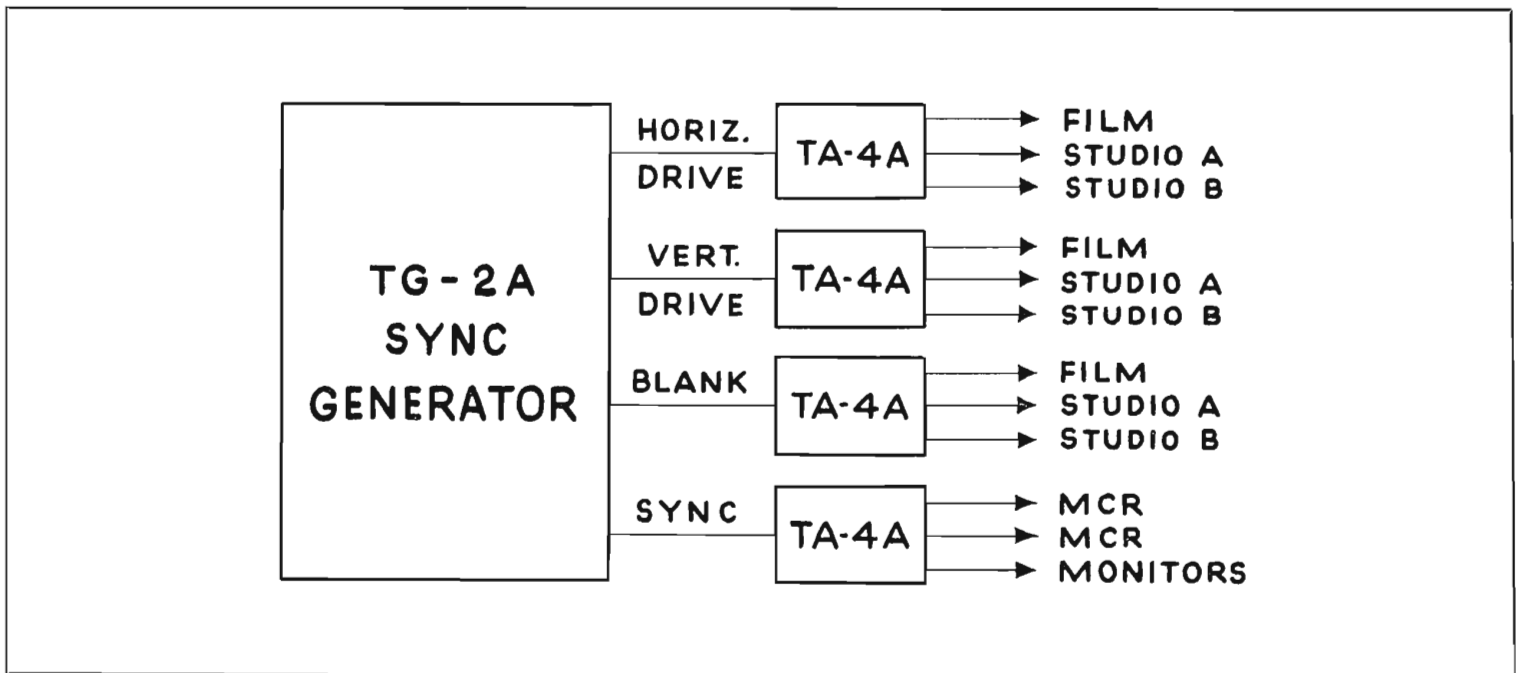 TG-2A
SYNC
GENERATOR
HORIZ.
DRIVE
TA-4A
FILM
STUDIO A
STUDIO B
VERT.
DRIVE
TA-4A
FILM
STUDIO A
STUDIO B
BLANK
TA-4A
FILM
STUDIO A
STUDIO B
SYNC
TA-4A
MCR
MCR
MONITORS